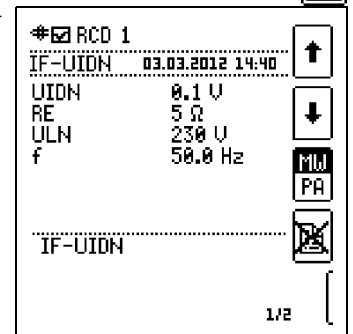 RCD 1
IF-UIDN 03.03.2012 14:40
UIDN 0.1 V
RE 5 Ω
ULN 230 V
f 50.0 Hz
MW
PA
IF-UIDN
1/2